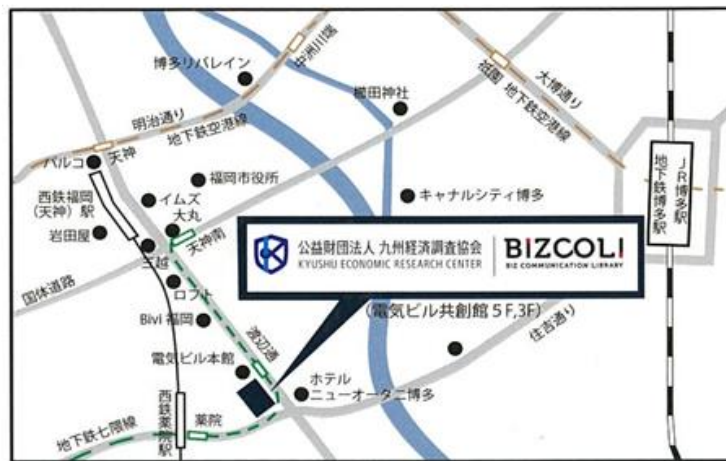 博多リバレイン
中洲川端
祇園
大博通り
地下鉄空港線
櫛田神社
明治通り
地下鉄空港線
パルコ
天神
福岡市役所
西鉄福岡
(天神)駅
イムズ
大丸
キャナルシティ博多
JR博多駅
地下鉄博多駅
岩田屋
天神南
三越
公益財団法人 九州経済調査協会
KYUSHU ECONOMIC RESEARCH CENTER
BIZCOLI
BIZ COMMUNICATION LIBRARY
国体道路
ロフト
Bivi 福岡
渡辺通
(電気ビル共創館5F,3F)
住吉通り
電気ビル本館
ホテル
ニューオータニ博多
西鉄薬院駅
薬院
地下鉄七隈線